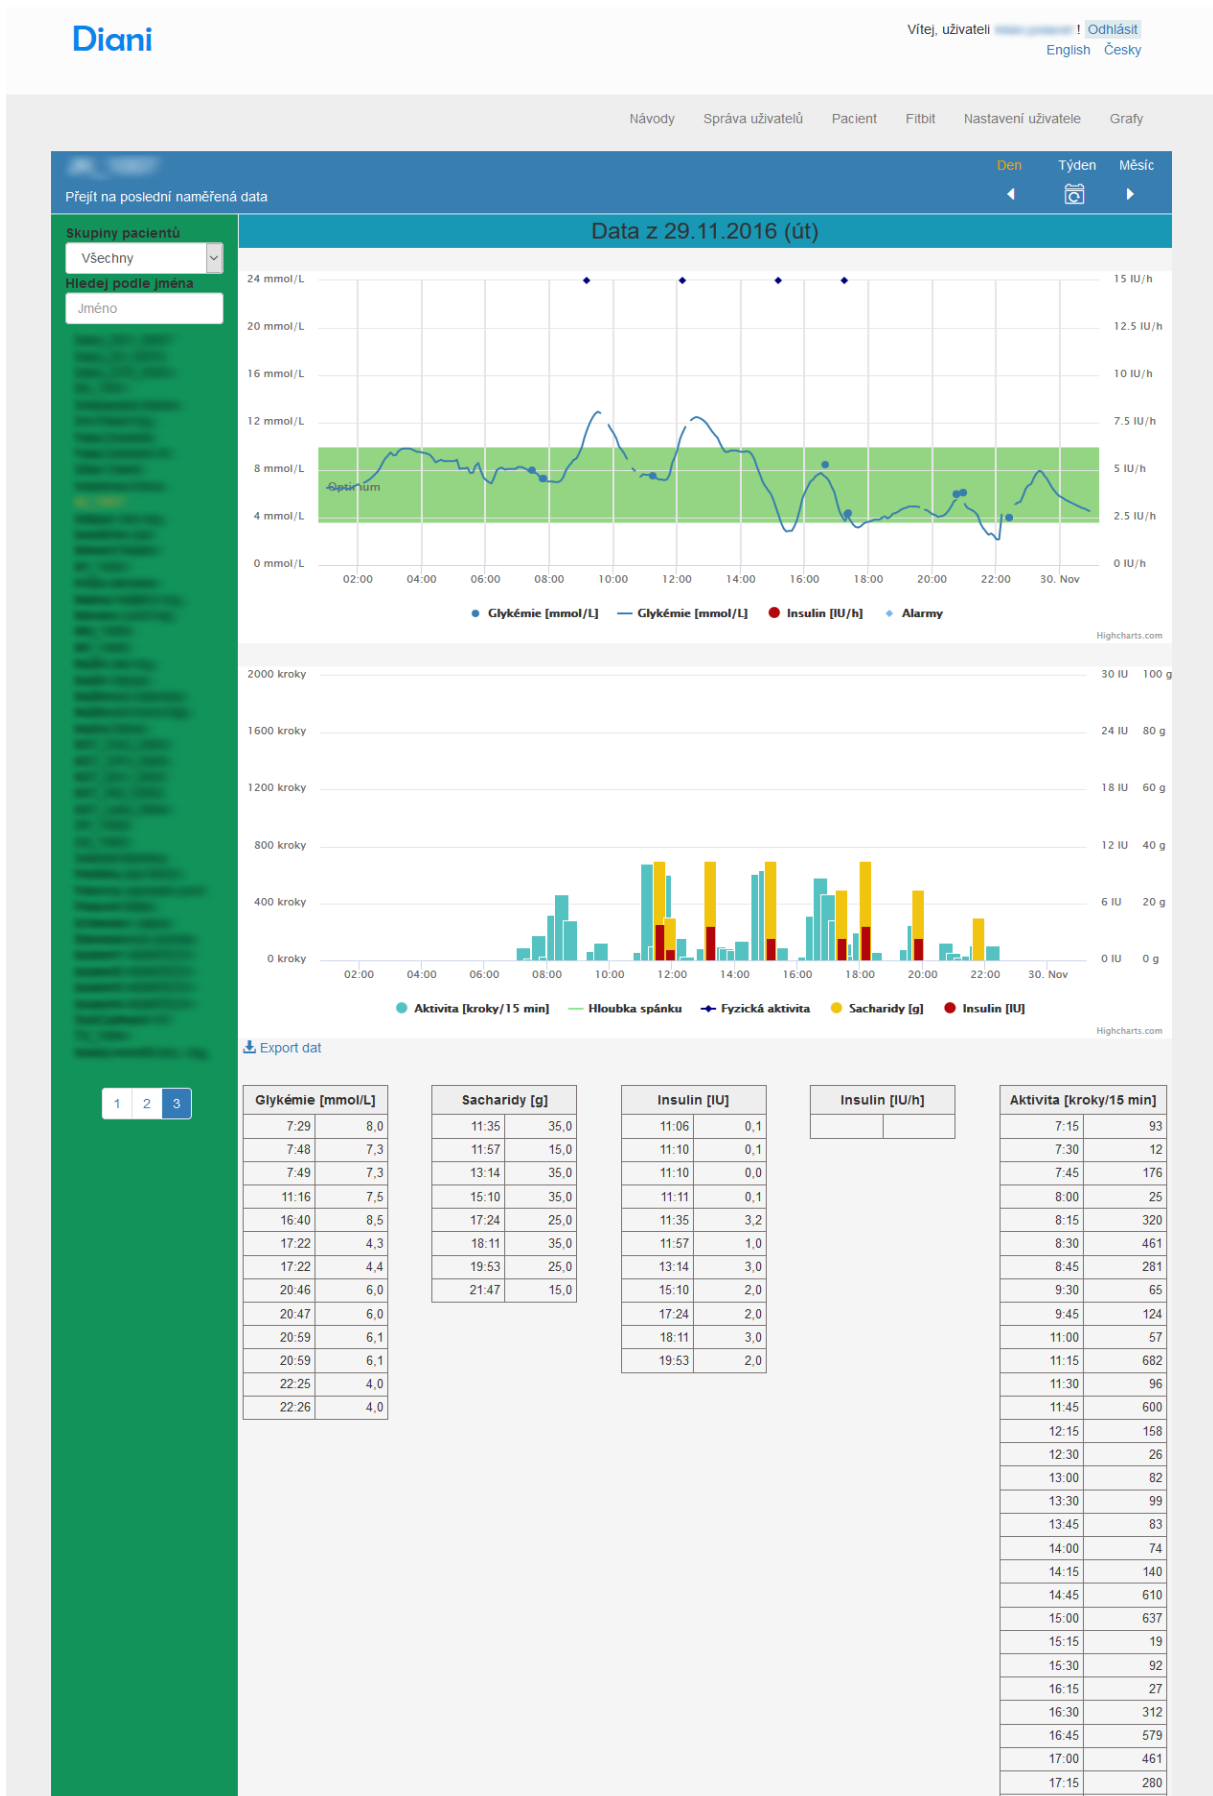 Diani
Vítej, uživateli ! Odhlásit
English Česky
Návody Správa uživatelů Pacient Fitbit Nastavení uživatele Grafy
Den Týden Měsíc
Přejít na poslední naměřená data
Skupiny pacientů
Všechny
Hledej podle jména
Jméno
1 2 3
Data z 29.11.2016 (út)
24 mmol/L 15 IU/h
20 mmol/L 12.5 IU/h
16 mmol/L 10 IU/h
12 mmol/L 7.5 IU/h
8 mmol/L 5 IU/h
Optimum
4 mmol/L 2.5 IU/h
0 mmol/L 0 IU/h
02:00 04:00 06:00 08:00 10:00 12:00 14:00 16:00 18:00 20:00 22:00 30. Nov
Glykémie [mmol/L] Glykémie [mmol/L] Insulin [IU/h] Alarmy
Highcharts.com
2000 kroky 30 IU 100 g
1600 kroky 24 IU 80 g
1200 kroky 18 IU 60 g
800 kroky 12 IU 40 g
400 kroky 6 IU 20 g
0 kroky 0 IU 0 g
02:00 04:00 06:00 08:00 10:00 12:00 14:00 16:00 18:00 20:00 22:00 30. Nov
Aktivita [kroky/15 min] Hloubka spánku Fyzická aktivita Sacharidy [g] Insulin [IU]
Highcharts.com
Export dat
Glykémie [mmol/L]
7:29 8,0
7:48 7,3
7:49 7,3
11:16 7,5
16:40 8,5
17:22 4,3
17:22 4,4
20:46 6,0
20:47 6,0
20:59 6,1
20:59 6,1
22:25 4,0
22:26 4,0
Sacharidy [g]
11:35 35,0
11:57 15,0
13:14 35,0
15:10 35,0
17:24 25,0
18:11 35,0
19:53 25,0
21:47 15,0
Insulin [IU]
11:06 0,1
11:10 0,1
11:10 0,0
11:11 0,1
11:35 3,2
11:57 1,0
13:14 3,0
15:10 2,0
17:24 2,0
18:11 3,0
19:53 2,0
Insulin [IU/h]
Aktivita [kroky/15 min]
7:15 93
7:30 12
7:45 176
8:00 25
8:15 320
8:30 461
8:45 281
9:30 65
9:45 124
11:00 57
11:15 682
11:30 96
11:45 600
12:15 158
12:30 26
13:00 82
13:30 99
13:45 83
14:00 74
14:15 140
14:45 610
15:00 637
15:15 19
15:30 92
16:15 27
16:30 312
16:45 579
17:00 461
17:15 280